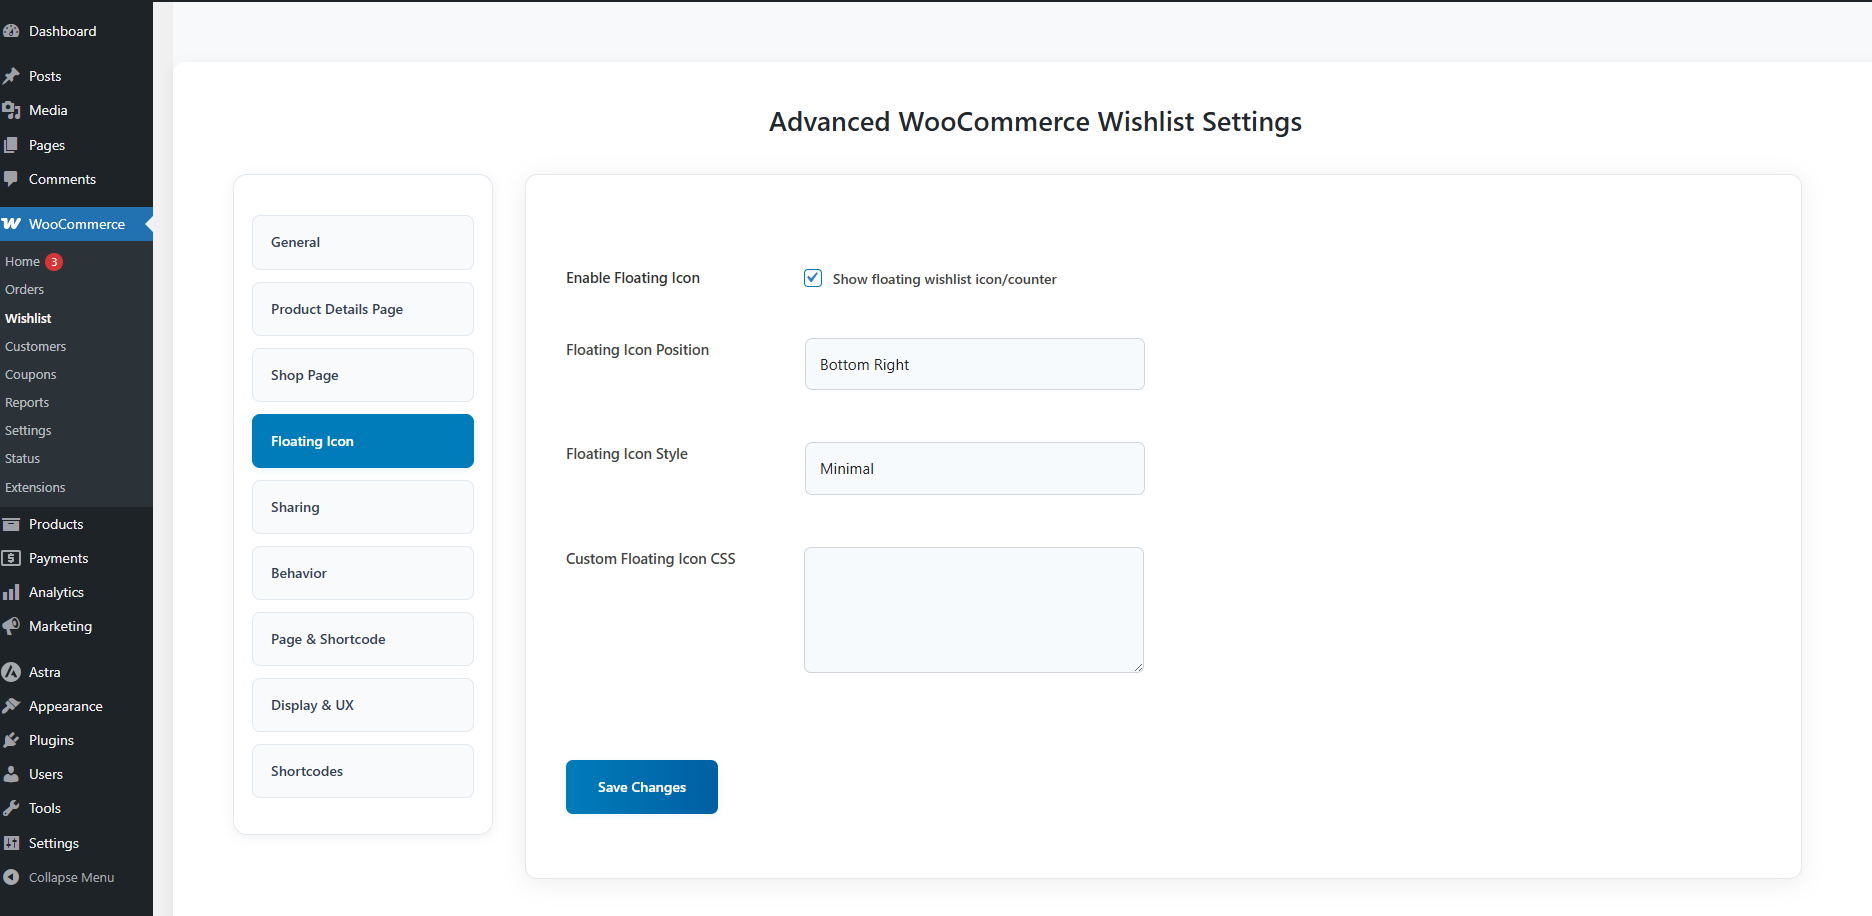 Dashboard
Posts
Media
Pages
Comments
WooCommerce
Home 3
Orders
Wishlist
Customers
Coupons
Reports
Settings
Status
Extensions
Products
Payments
Analytics
Marketing
Astra
Appearance
Plugins
Users
Tools
Settings
Collapse Menu
Advanced WooCommerce Wishlist Settings
General
Product Details Page
Shop Page
Floating Icon
Sharing
Behavior
Page & Shortcode
Display & UX
Shortcodes
Enable Floating Icon
Show floating wishlist icon/counter
Floating Icon Position
Bottom Right
Floating Icon Style
Minimal
Custom Floating Icon CSS
Save Changes